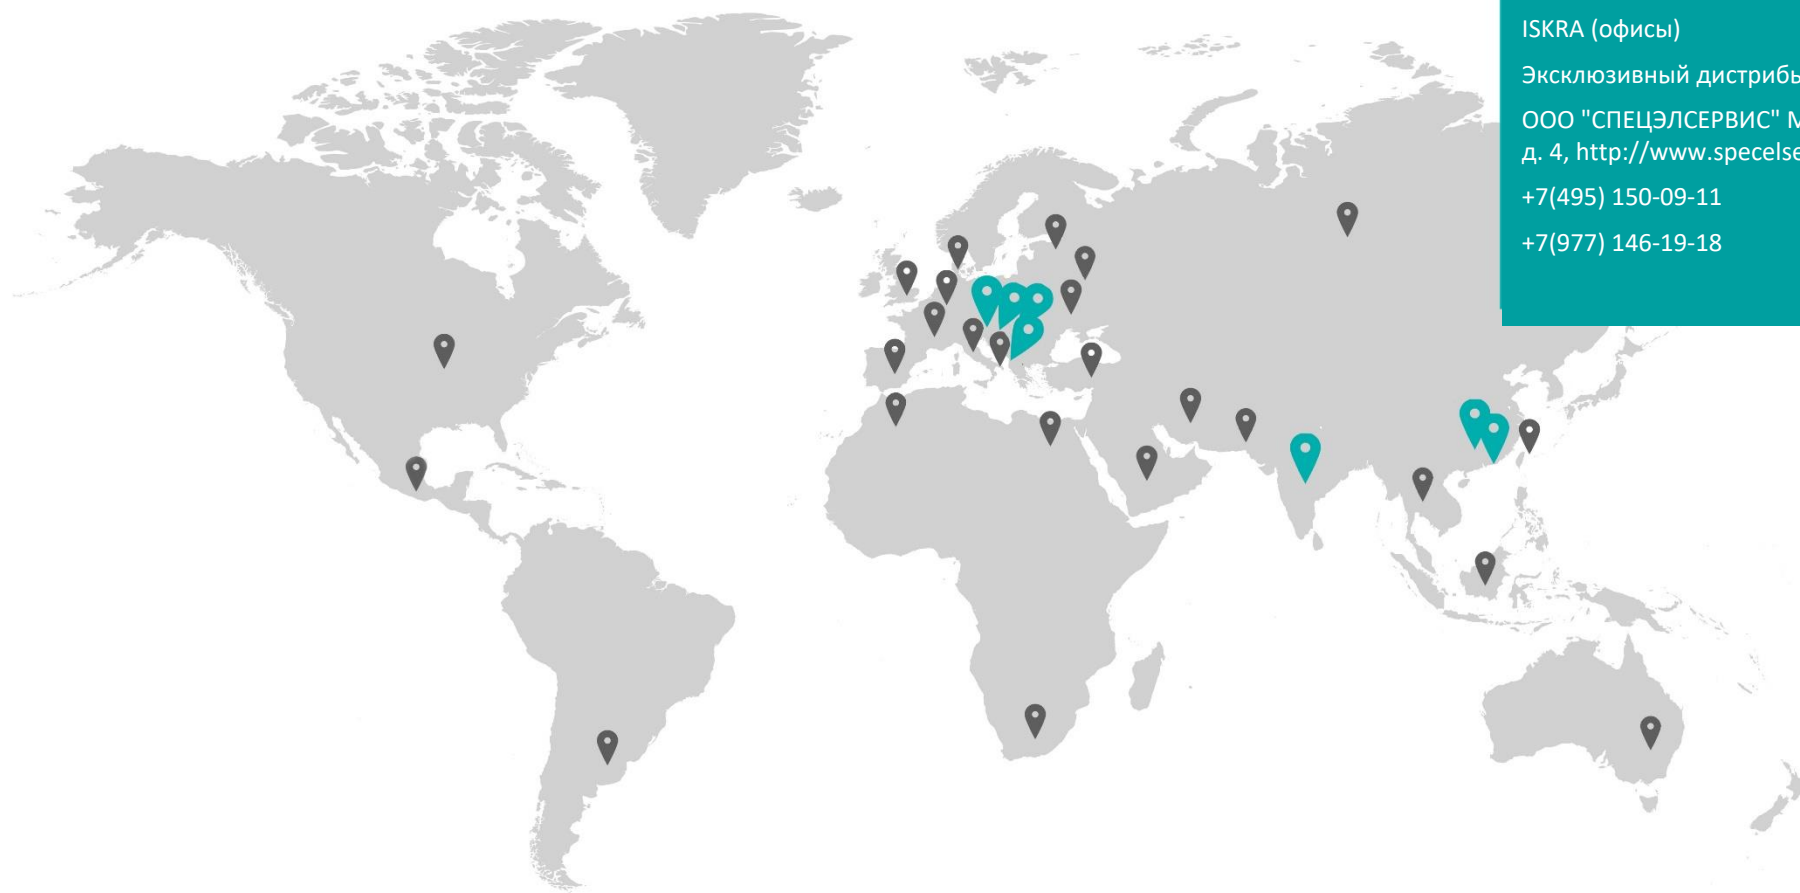 ISKRA (офисы)
Эксклюзивный
ООО "СПЕЦЭЛСЕРВИС"
д. 4,
+7(495) 150-09-11
+7(977) 146-19-18